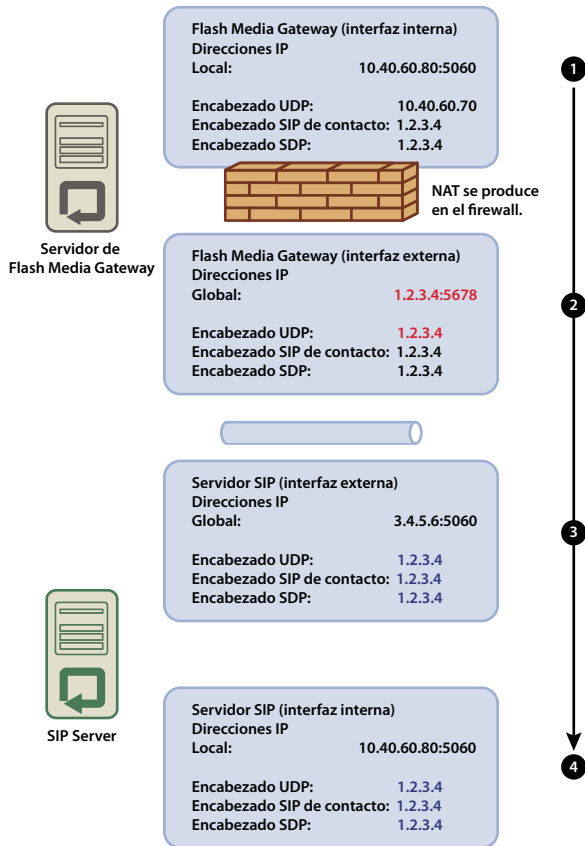 Flash Media Gateway (interfaz interna)
Direcciones IP
Local: 10.40.60.80:5060
Encabezado UDP: 10.40.60.70
Encabezado SIP de contacto: 1.2.3.4
Encabezado SDP: 1.2.3.4
1
NAT se produce
en el firewall.
Servidor de
Flash Media Gateway
Flash Media Gateway (interfaz externa)
Direcciones IP
Global: 1.2.3.4:5678
Encabezado UDP: 1.2.3.4
Encabezado SIP de contacto: 1.2.3.4
Encabezado SDP: 1.2.3.4
2
Servidor SIP (interfaz externa)
Direcciones IP
Global: 3.4.5.6:5060
Encabezado UDP: 1.2.3.4
Encabezado SIP de contacto: 1.2.3.4
Encabezado SDP: 1.2.3.4
3
SIP Server
Servidor SIP (interfaz interna)
Direcciones IP
Local: 10.40.60.80:5060
Encabezado UDP: 1.2.3.4
Encabezado SIP de contacto: 1.2.3.4
Encabezado SDP: 1.2.3.4
4